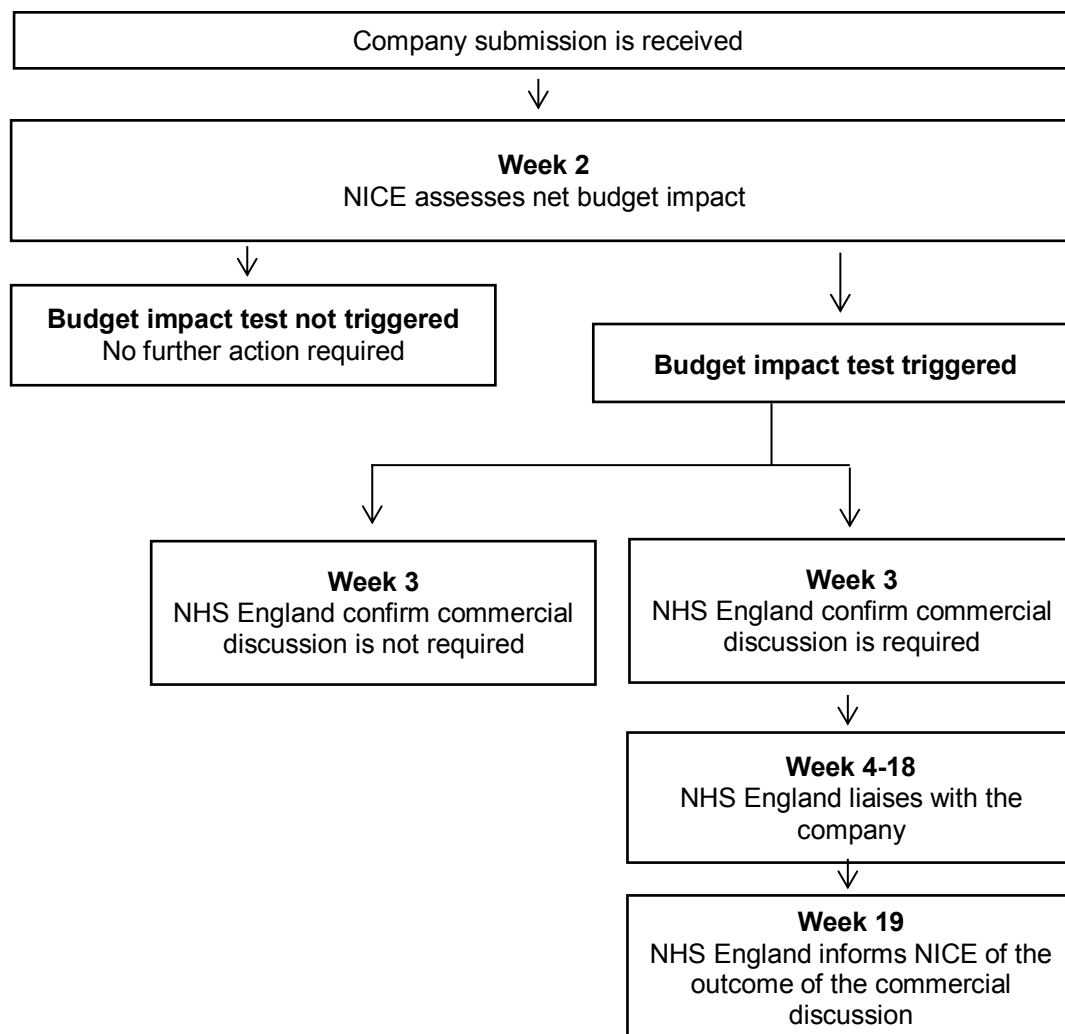 Company submission is received
Week 2
NICE assesses net budget impact
Budget impact test not triggered
No further action required
Budget impact test triggered
Week 3
NHS England confirm commercial
discussion is not required
Week 3
NHS England confirm commercial
discussion is required
Week 4-18
NHS England liaises with the
company
Week 19
NHS England informs NICE of the
outcome of the commercial
discussion